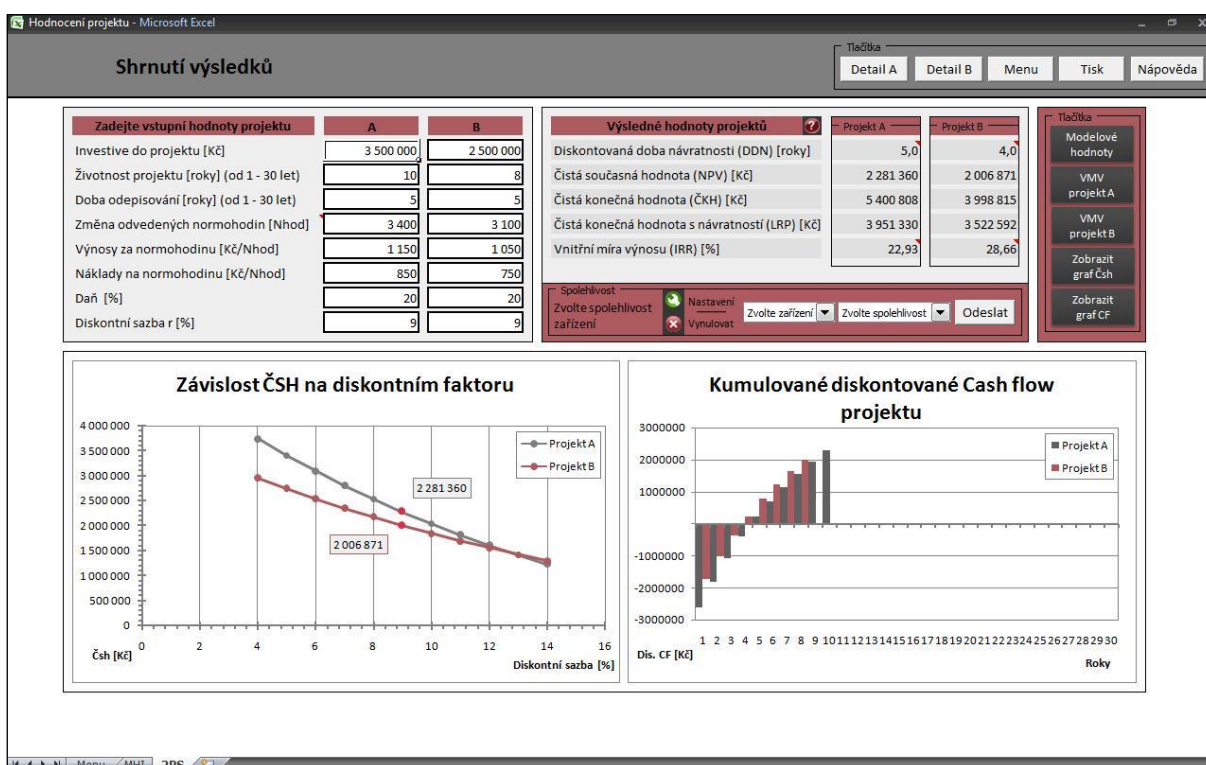 Hodnocení projektu - Microsoft Excel
Shrnutí výsledků
Tlačítka
Detail A Detail B Menu Tisk Nápověda
Zadejte vstupní hodnoty projektu A B
Investive do projektu [Kč] 3 500 000 2 500 000
Životnost projektu [roky] (od 1 - 30 let) 10 8
Doba odepisování [roky] (od 1 - 30 let) 5 5
Změna odvedených normohodin [Nhod] 3 400 3 100
Výnosy za normohodinu [Kč/Nhod] 1 150 1 050
Náklady na normohodinu [Kč/Nhod] 850 750
Daň [%] 20 20
Diskontní sazba r [%] 9 9
Výsledné hodnoty projektů ? Projekt A Projekt B
Diskontovaná doba návratnosti (DDN) [roky] 5,0 4,0
Čistá současná hodnota (NPV) [Kč] 2 281 360 2 006 871
Čistá konečná hodnota (ČKH) [Kč] 5 400 808 3 998 815
Čistá konečná hodnota s návratností (LRP) [Kč] 3 951 330 3 522 592
Vnitřní míra výnosu (IRR) [%] 22,93 28,66
Spolehlivost
Zvolte spolehlivost
zařízení
Nastavení
Vynulovat
Zvolte zařízení Zvolte spolehlivost Odeslat
Tlačítka
Modelové
hodnoty
VMV
projekt A
VMV
projekt B
Zobrazit
graf Čsh
Zobrazit
graf CF
Závislost ČSH na diskontním faktoru
4 000 000
3 500 000
3 000 000
2 500 000
2 000 000
1 500 000
1 000 000
500 000
0
Projekt A
Projekt B
2 281 360
2 006 871
0 2 4 6 8 10 12 14 16
Čsh [Kč]
Diskontní sazba [%]
Kumulované diskontované Cash flow
projektu
3000000
2000000
1000000
-1000000
-2000000
-3000000
Projekt A
Projekt B
1 2 3 4 5 6 7 8 9 10 11 12 13 14 15 16 17 18 19 20 21 22 23 24 25 26 27 28 29 30
Dis. CF [Kč]
Roky
Menu MHI 2PS